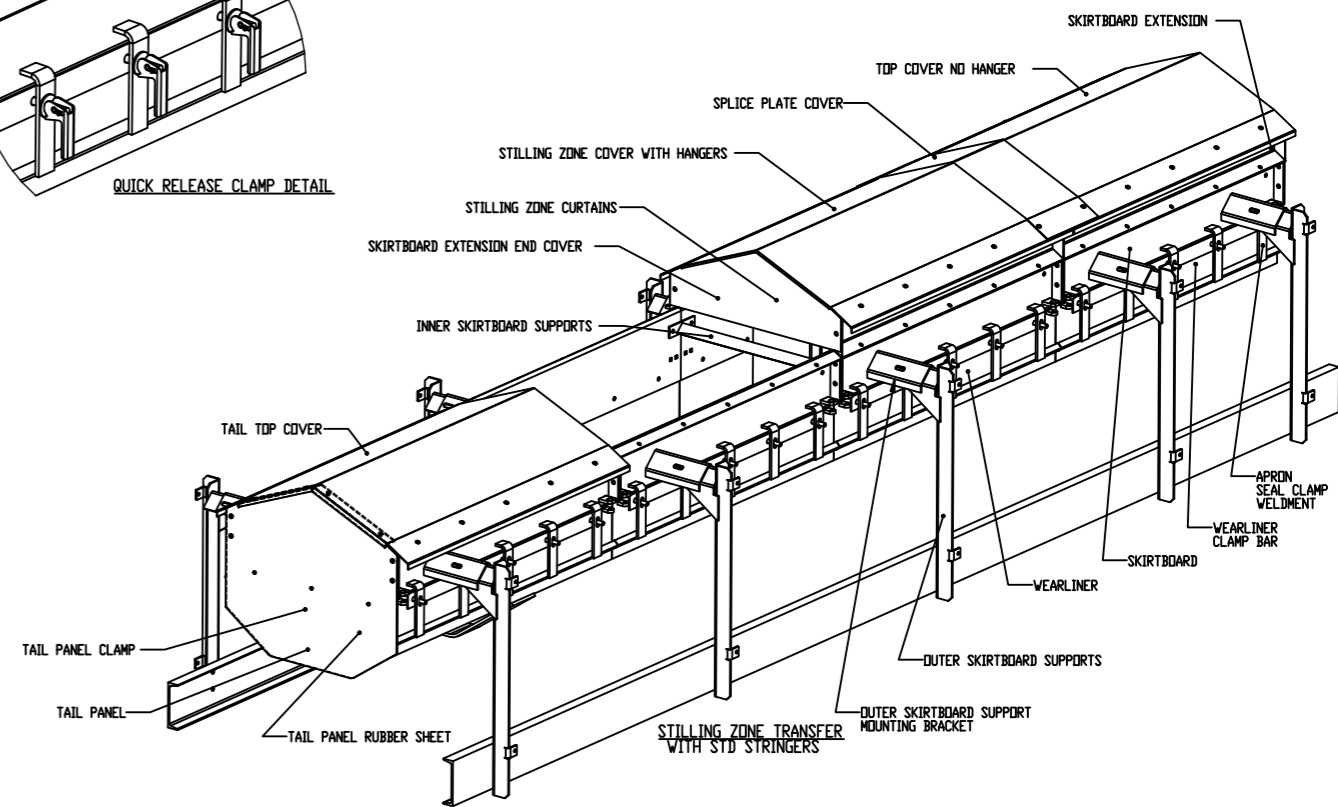 SKIRTBOARD EXTENSION
TOP COVER NO HANGER
SPLICE PLATE COVER
STILLING ZONE COVER WITH HANGERS
QUICK RELEASE CLAMP DETAIL
STILLING ZONE CURTAINS
SKIRTBOARD EXTENSION END COVER
INNER SKIRTBOARD SUPPORTS
TAIL TOP COVER
APRON
SEAL CLAMP
WELDMENT
WEARLINER
CLAMP BAR
SKIRTBOARD
WEARLINER
TAIL PANEL CLAMP
OUTER SKIRTBOARD SUPPORTS
TAIL PANEL
OUTER SKIRTBOARD SUPPORT
MOUNTING BRACKET
TAIL PANEL RUBBER SHEET
STILLING ZONE TRANSFER
WITH STD STRINGERS